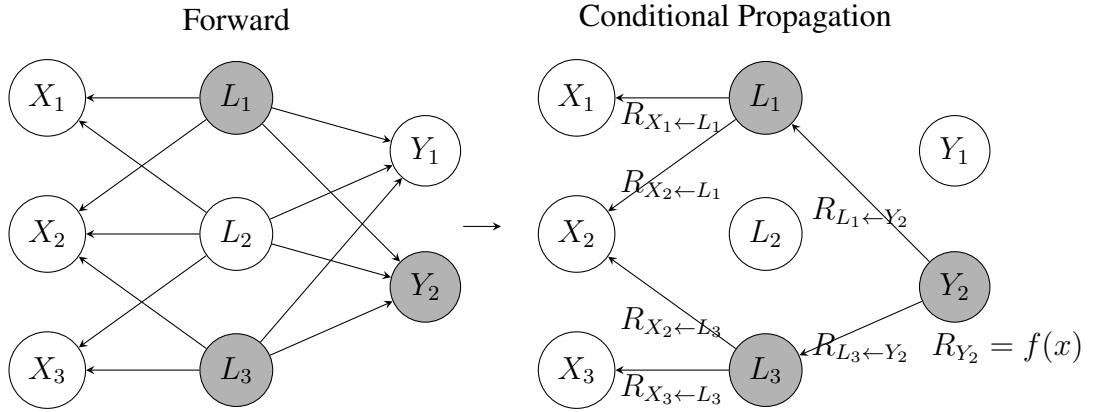 Forward
Conditional Propagation
X₁
L₁
Y₁
X₂
L₂
Y₂
X₃
L₃
X₁
L₁
R_{X₁←L₁}
Y₁
R_{X₂←L₁}
R_{L₁←Y₂}
X₂
L₂
Y₂
R_{X₂←L₃}
R_{L₃←Y₂}
R_{Y₂} = f(x)
X₃
L₃
R_{X₃←L₃}